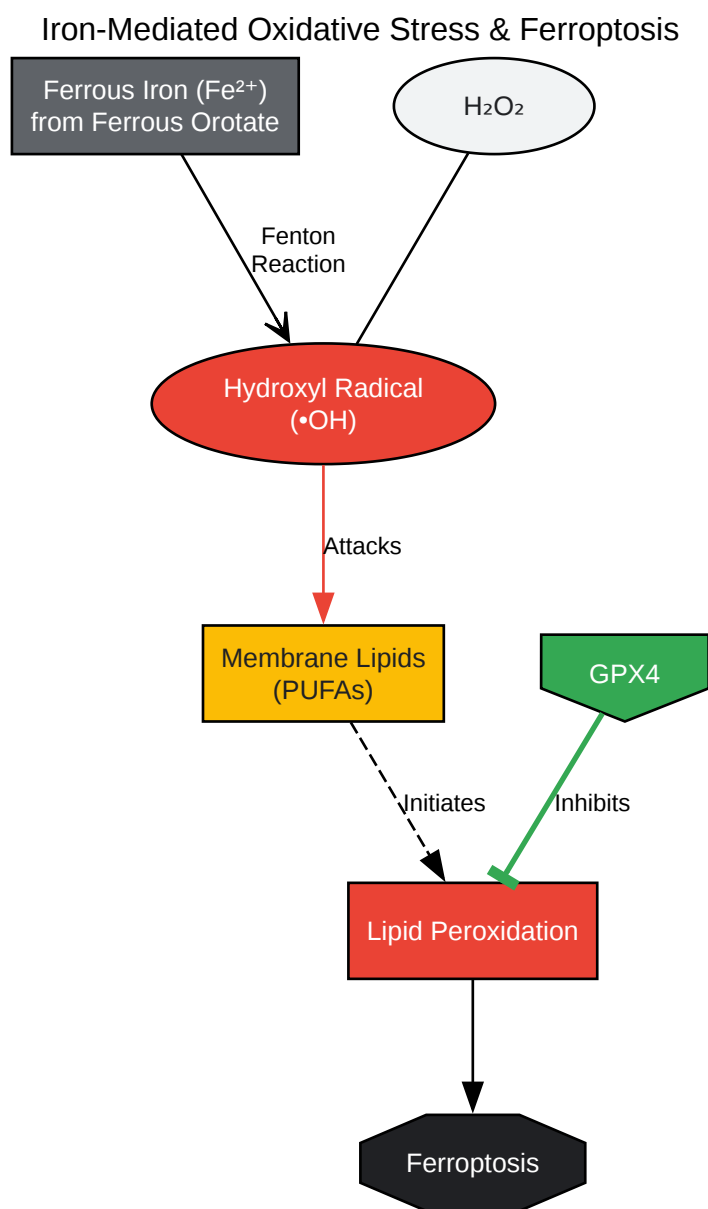 Iron-Mediated Oxidative Stress & Ferroptosis
Ferrous Iron (Fe²⁺)
from Ferrous Orotate
H₂O₂
Fenton
Reaction
Hydroxyl Radical
(•OH)
Attacks
Membrane Lipids
(PUFAs)
GPX4
Initiates
Inhibits
Lipid Peroxidation
Ferroptosis